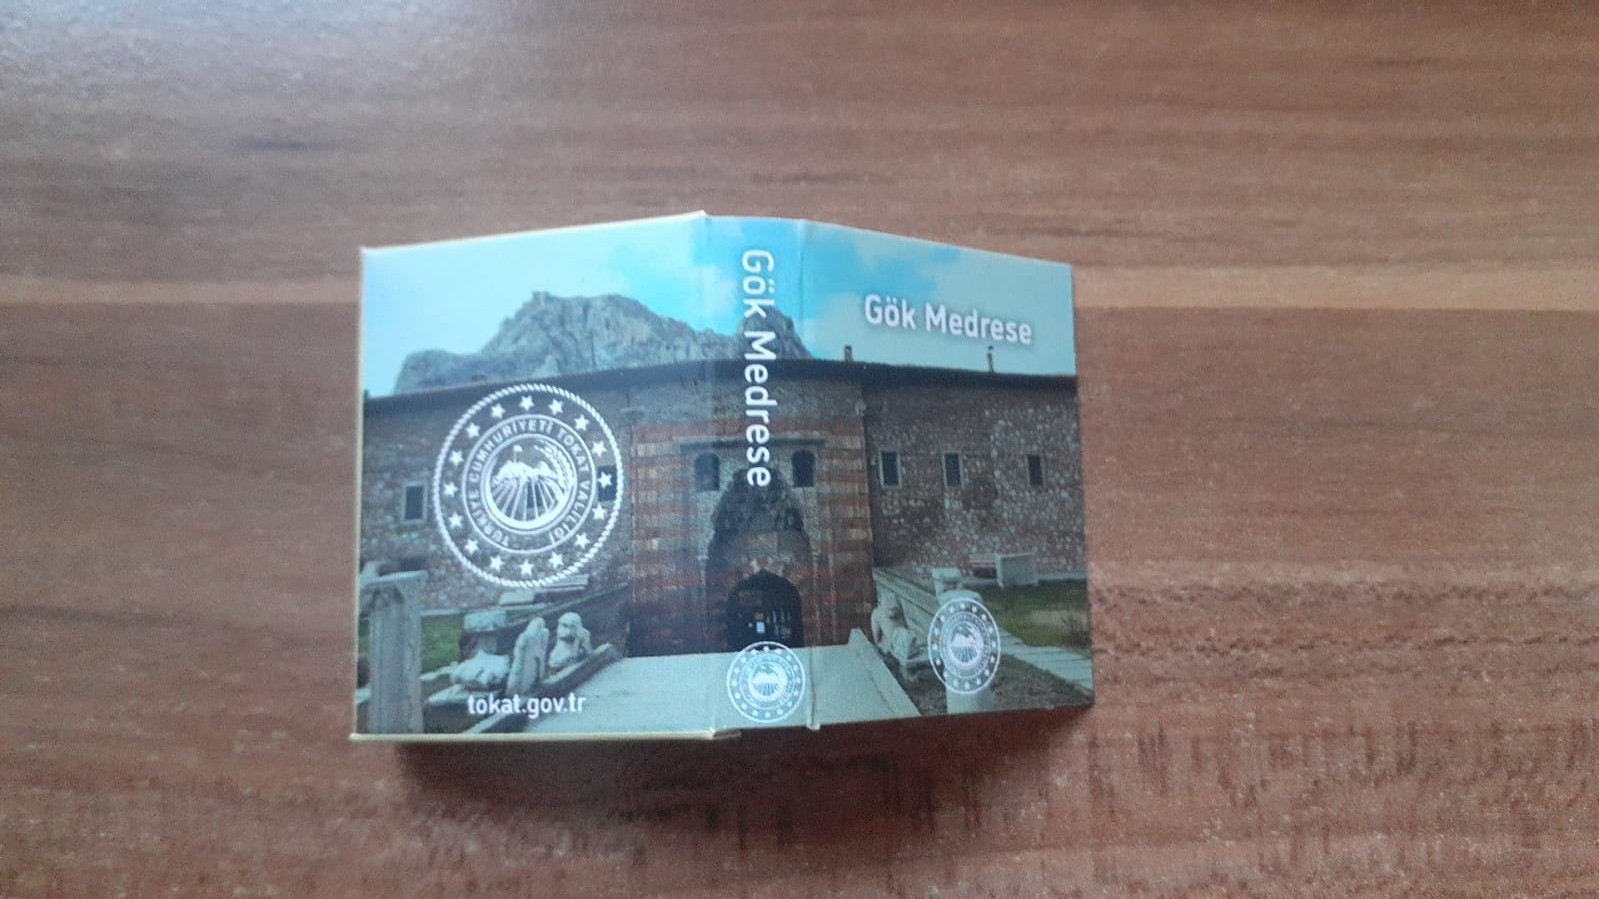 TÜRKİYE CUMHURİYETİ TOKAT VALİLİĞİ
tokat.gov.tr
Gök Medrese
Gök Medrese